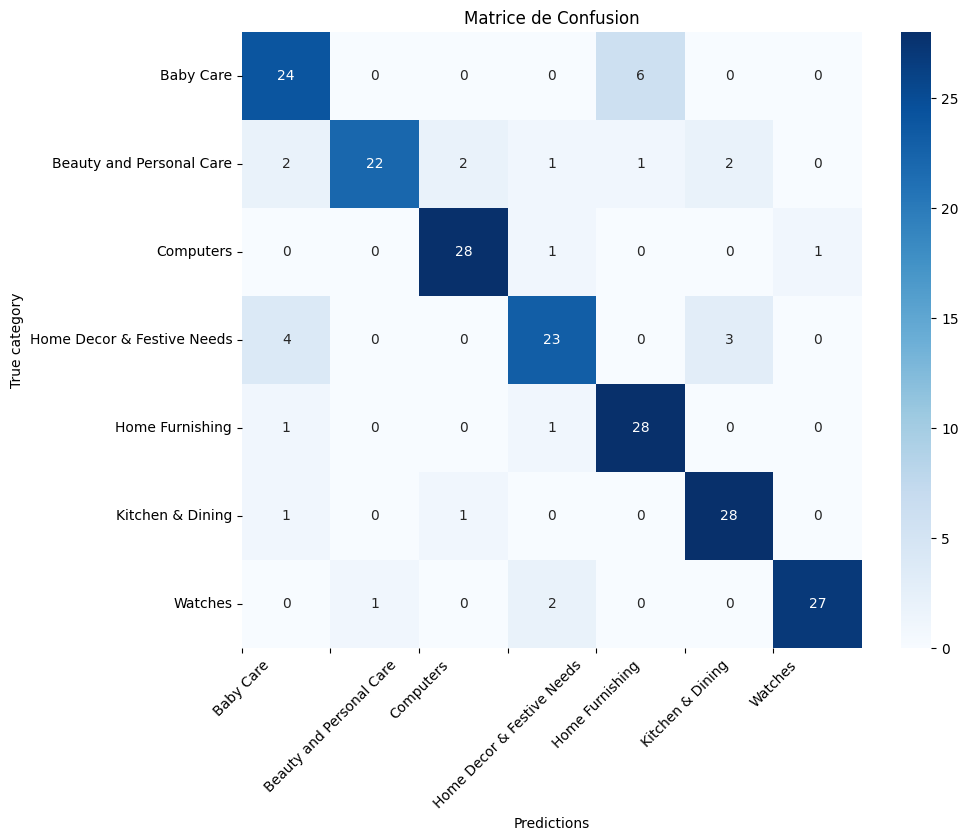 Matrice de Confusion
True category
Baby Care 24 0 0 0 6 0 0
Beauty and Personal Care 2 22 2 1 1 2 0
Computers 0 0 28 1 0 0 1
Home Decor & Festive Needs 4 0 0 23 0 3 0
Home Furnishing 1 0 0 1 28 0 0
Kitchen & Dining 1 0 1 0 0 28 0
Watches 0 1 0 2 0 0 27
Baby Care
Beauty and Personal Care
Computers
Home Decor & Festive Needs
Home Furnishing
Kitchen & Dining
Watches
Predictions
25
20
15
10
5
0